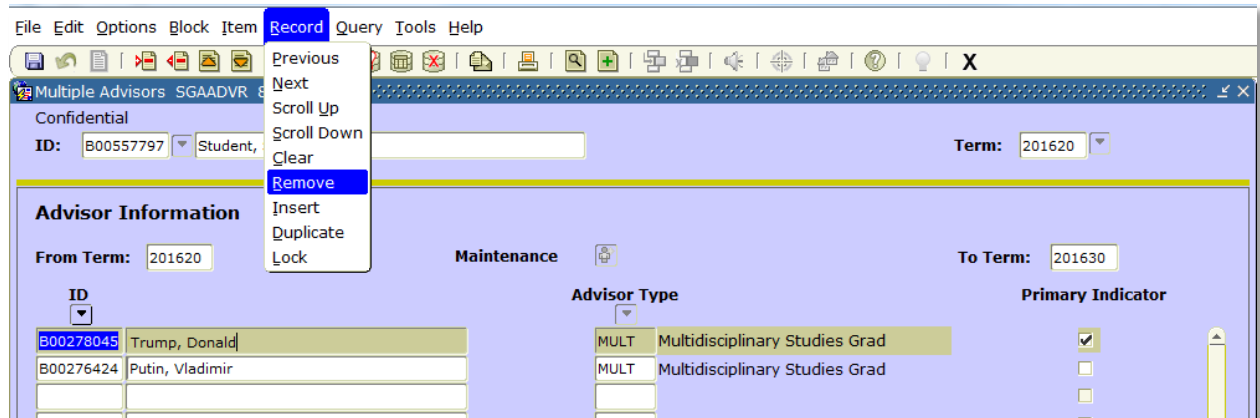 File Edit Options Block Item Record Query Tools Help
Previous
Next
Scroll Up
Scroll Down
Clear
Remove
Insert
Duplicate
Lock
X
Multiple Advisors SGAADVR 8
Confidential
ID: B00557797 Student, Term: 201620
Advisor Information
From Term: 201620 Maintenance To Term: 201630
ID Advisor Type Primary Indicator
B00278045 Trump, Donald MULT Multidisciplinary Studies Grad
B00276424 Putin, Vladimir MULT Multidisciplinary Studies Grad